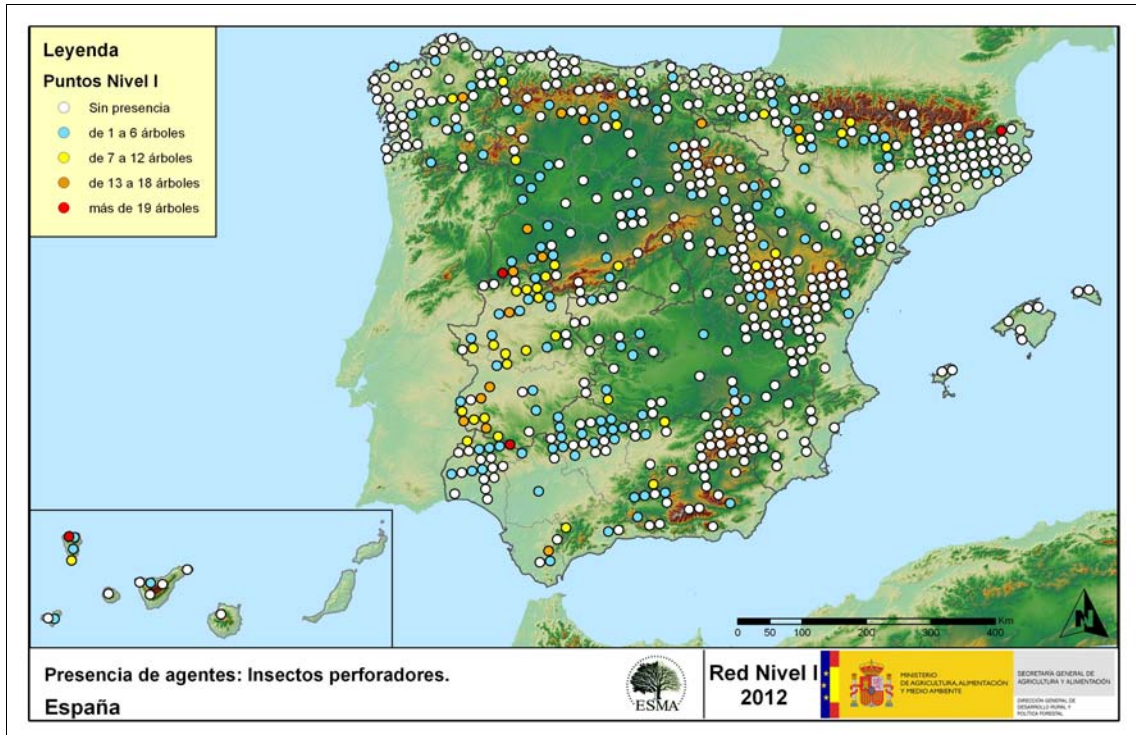 Leyenda
Puntos Nivel I
Sin presencia
de 1 a 6 árboles
de 7 a 12 árboles
de 13 a 18 árboles
más de 19 árboles
N
Km
0 50 100 200 300 400
Presencia de agentes: Insectos perforadores.
España
ESMA
Red Nivel I
2012
MINISTERIO
DE AGRICULTURA, ALIMENTACIÓN
Y MEDIO AMBIENTE
SECRETARÍA GENERAL DE
AGRICULTURA Y ALIMENTACIÓN
DIRECCIÓN GENERAL DE
DESARROLLO RURAL Y
POLÍTICA FORESTAL